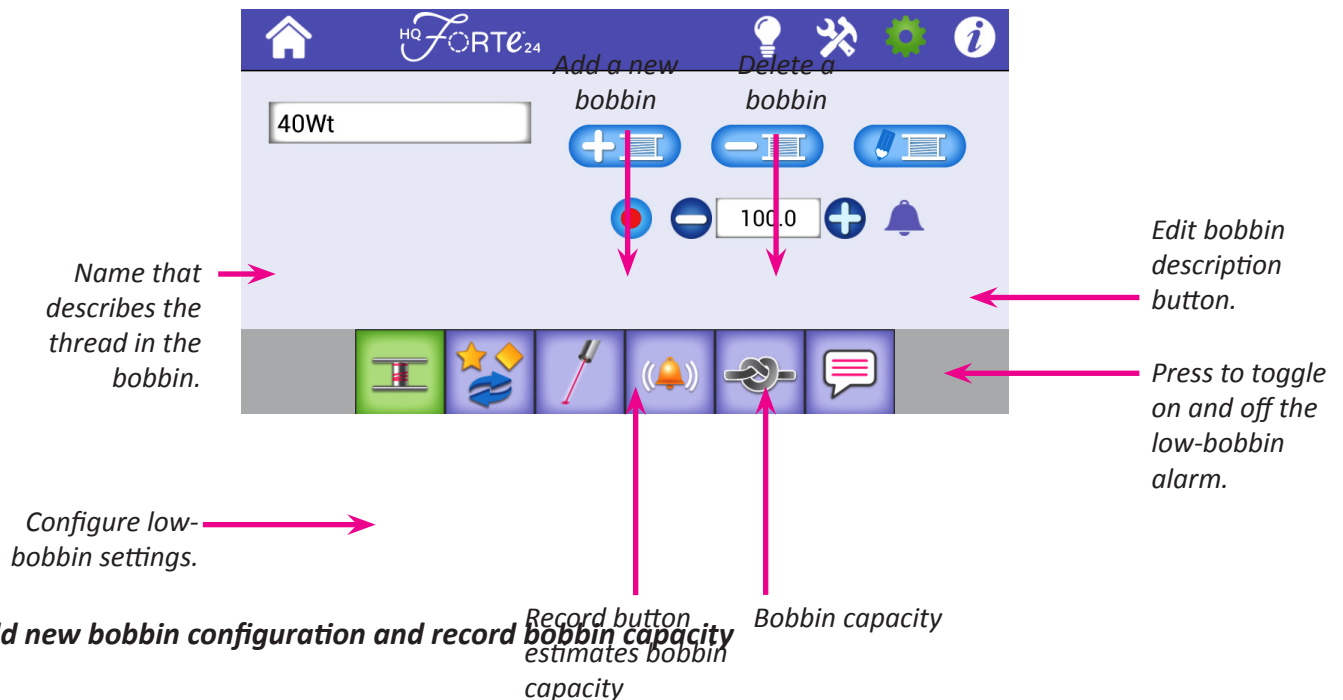 HQ FORTE 24
Add a new
bobbin
Delete a
bobbin
40Wt
100.0
Name that
describes the
thread in the
bobbin.
Edit bobbin
description
button.
Press to toggle
on and off the
low-bobbin
alarm.
Configure low-
bobbin settings.
Record button
estimates bobbin
capacity
Bobbin capacity
d new bobbin configuration and record bobbin capacity